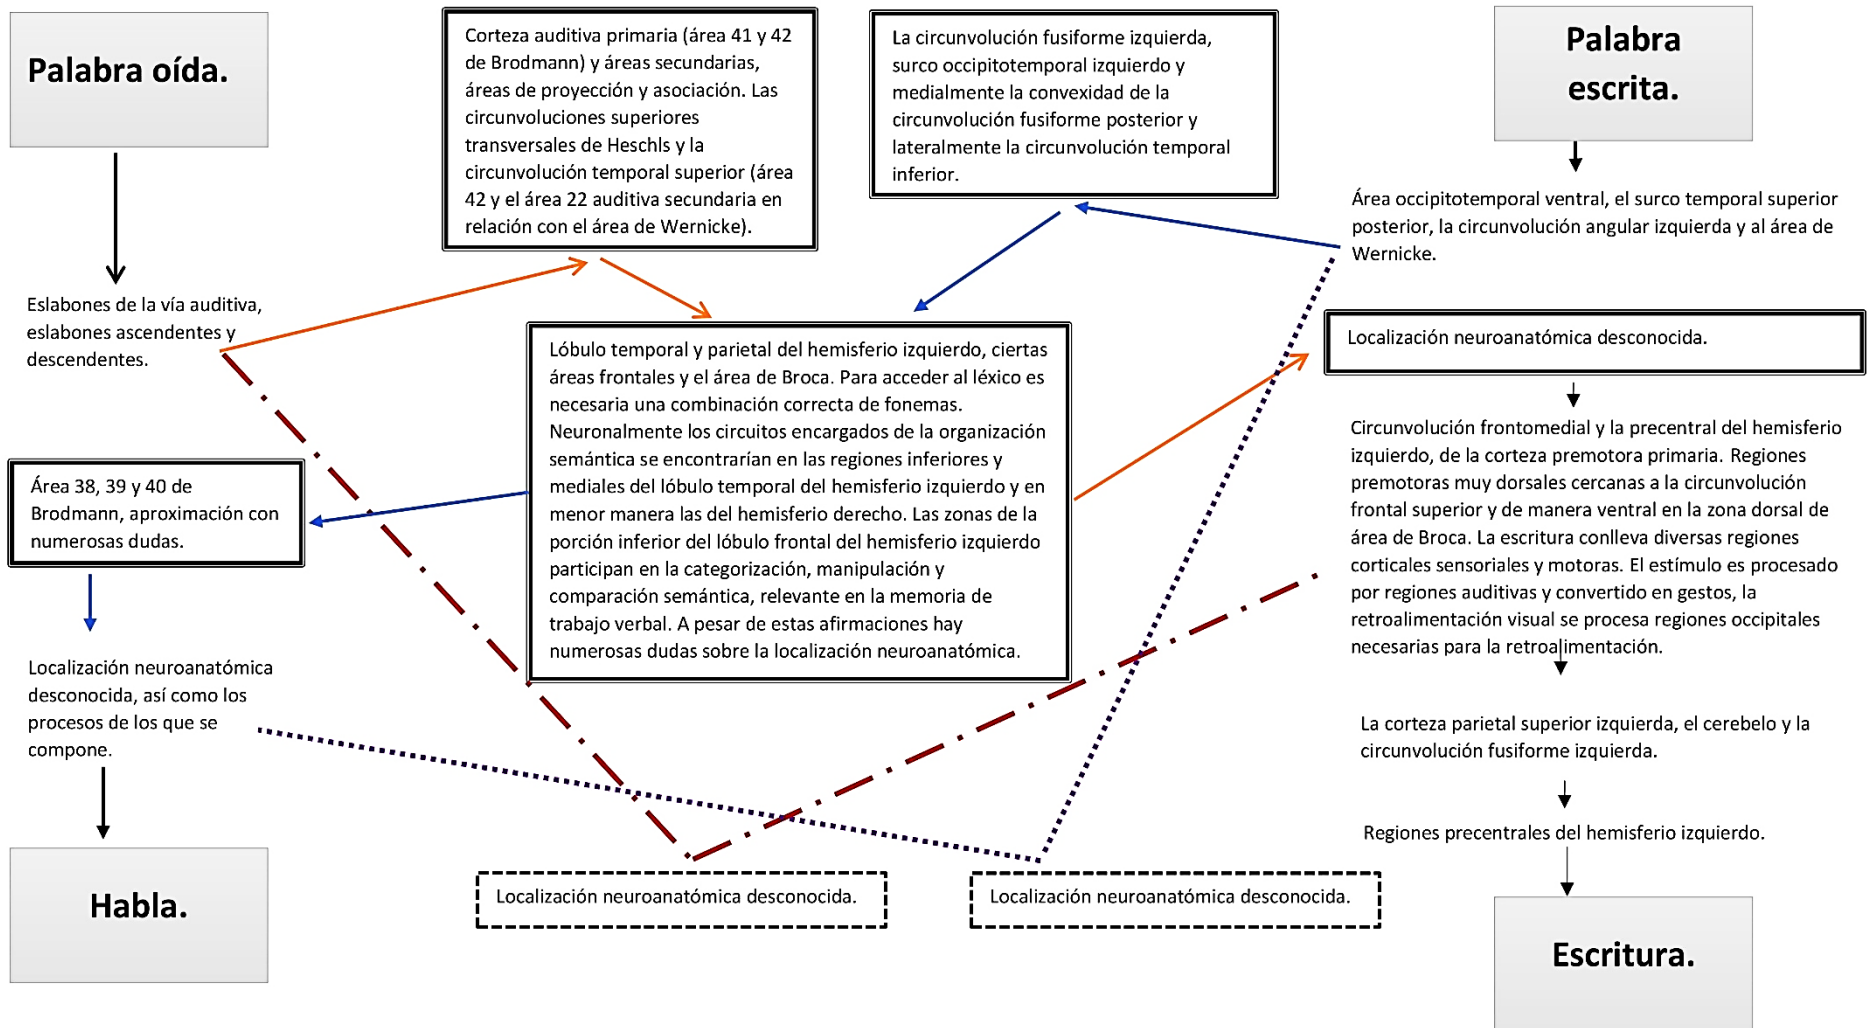 Palabra oída.
Corteza auditiva primaria (área 41 y 42
de Brodmann) y áreas secundarias,
áreas de proyección y asociación. Las
circunvoluciones superiores
transversales de Heschls y la
circunvolución temporal superior (área
42 y el área 22 auditiva secundaria en
relación con el área de Wernicke).
La circunvolución fusiforme izquierda,
surco occipitotemporal izquierdo y
medialmente la convexidad de la
circunvolución fusiforme posterior y
lateralmente la circunvolución temporal
inferior.
Palabra
escrita.
Área occipitotemporal ventral, el surco temporal superior
posterior, la circunvolución angular izquierda y al área de
Wernicke.
Eslabones de la vía auditiva,
eslabones ascendentes y
descendentes.
Lóbulo temporal y parietal del hemisferio izquierdo, ciertas
áreas frontales y el área de Broca. Para acceder al léxico es
necesaria una combinación correcta de fonemas.
Neuronalmente los circuitos encargados de la organización
semántica se encontrarían en las regiones inferiores y
mediales del lóbulo temporal del hemisferio izquierdo y en
menor manera las del hemisferio derecho. Las zonas de la
porción inferior del lóbulo frontal del hemisferio izquierdo
participan en la categorización, manipulación y
comparación semántica, relevante en la memoria de
trabajo verbal. A pesar de estas afirmaciones hay
numerosas dudas sobre la localización neuroanatómica.
Localización neuroanatómica desconocida.
Circunvolución frontomedial y la precentral del hemisferio
izquierdo, de la corteza premotora primaria. Regiones
premotoras muy dorsales cercanas a la circunvolución
frontal superior y de manera ventral en la zona dorsal de
área de Broca. La escritura conlleva diversas regiones
corticales sensoriales y motoras. El estímulo es procesado
por regiones auditivas y convertido en gestos, la
retroalimentación visual se procesa regiones occipitales
necesarias para la retroalimentación.
Área 38, 39 y 40 de
Brodmann, aproximación con
numerosas dudas.
Localización neuroanatómica
desconocida, así como los
procesos de los que se
compone.
La corteza parietal superior izquierda, el cerebelo y la
circunvolución fusiforme izquierda.
Regiones precentrales del hemisferio izquierdo.
Habla.
Localización neuroanatómica desconocida.
Localización neuroanatómica desconocida.
Escritura.